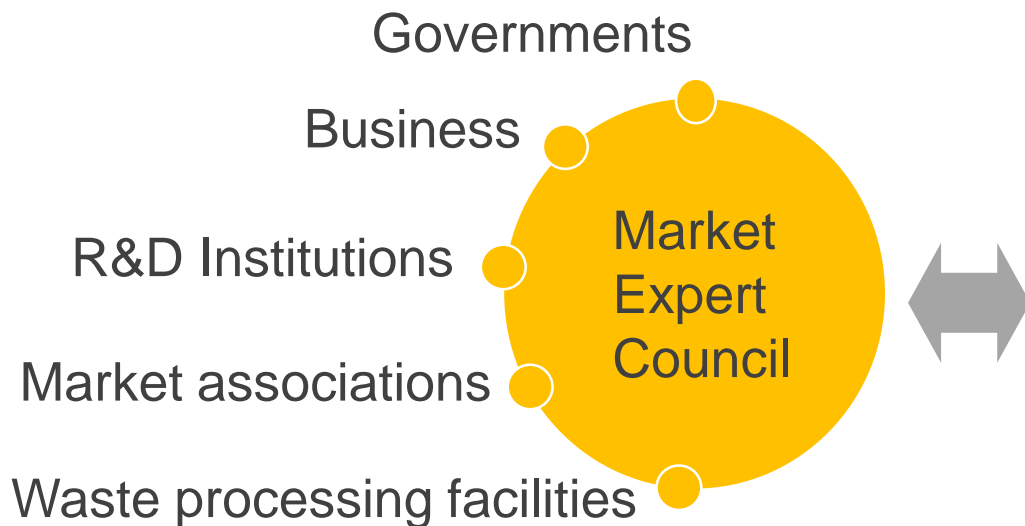 Governments
Business
R&D Institutions
Market associations
Waste processing facilities
Market
Expert
Council